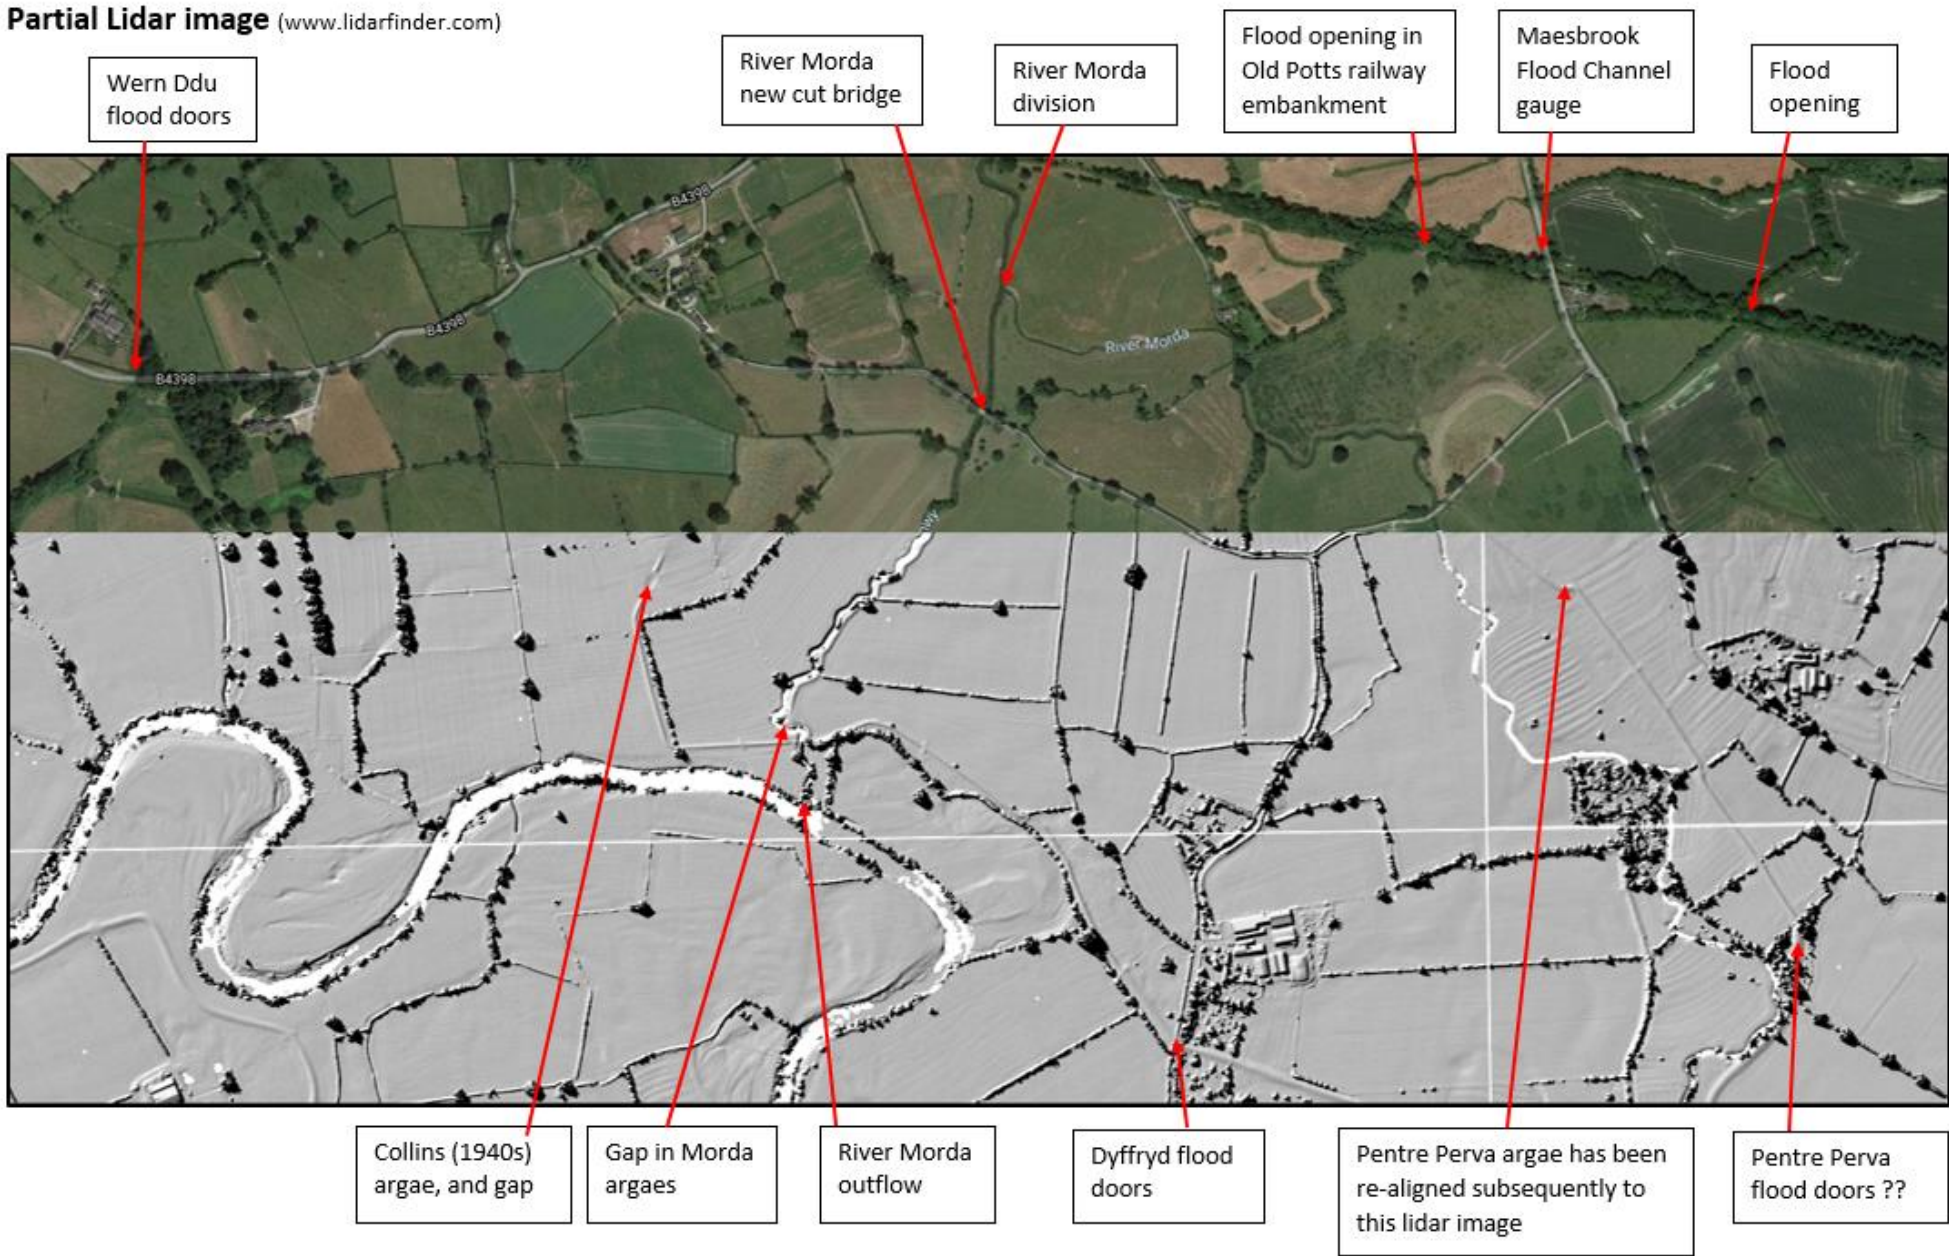 Partial Lidar image (www.lidarfinder.com)
Wern Ddu
flood doors
River Morda
new cut bridge
River Morda
division
Flood opening in
Old Potts railway
embankment
Maesbrook
Flood Channel
gauge
Flood
opening
B4398
B4398
B4398
River Morda
wy
Collins (1940s)
argae, and gap
Gap in Morda
argaes
River Morda
outflow
Dyffryd flood
doors
Pentre Perva argae has been
re-aligned subsequently to
this lidar image
Pentre Perva
flood doors ??